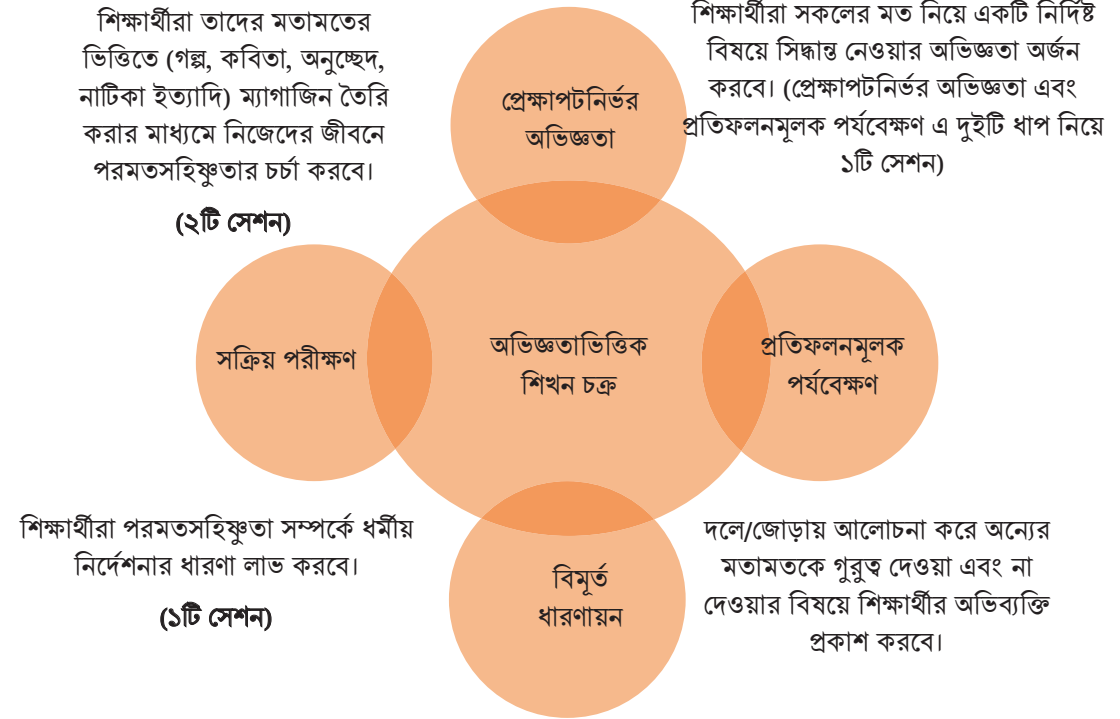 শিক্ষার্থীরা তাদের মতামতের
ভিত্তিতে (গল্প, কবিতা, অনুচ্ছেদ,
নাটিকা ইত্যাদি) ম্যাগাজিন তৈরি
করার মাধ্যমে নিজেদের জীবনে
পরমতসহিষ্ণুতার চর্চা করবে।
(২টি সেশন)
প্রেক্ষাপটনির্ভর
অভিজ্ঞতা
শিক্ষার্থীরা সকলের মত নিয়ে একটি নির্দিষ্ট
বিষয়ে সিদ্ধান্ত নেওয়ার অভিজ্ঞতা অর্জন
করবে। (প্রেক্ষাপটনির্ভর অভিজ্ঞতা এবং
প্রতিফলনমূলক পর্যবেক্ষণ এ দুইটি ধাপ নিয়ে
১টি সেশন)
সক্রিয় পরীক্ষণ
অভিজ্ঞতাভিত্তিক
শিখন চক্র
প্রতিফলনমূলক
পর্যবেক্ষণ
শিক্ষার্থীরা পরমতসহিষ্ণুতা সম্পর্কে ধর্মীয়
নির্দেশনার ধারণা লাভ করবে।
(১টি সেশন)
বিমূর্ত
ধারণায়ন
দলে/জোড়ায় আলোচনা করে অন্যের
মতামতকে গুরুত্ব দেওয়া এবং না
দেওয়ার বিষয়ে শিক্ষার্থীর অভিব্যক্তি
প্রকাশ করবে।